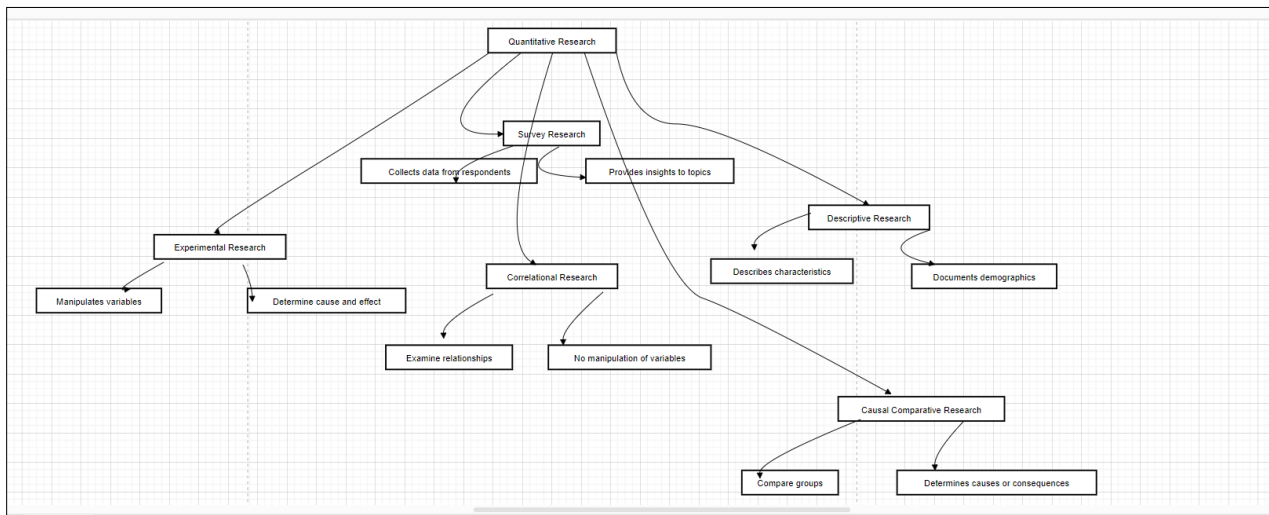 Quantitative Research
Survey Research
Collects data from respondents
Provides insights to topics
Descriptive Research
Experimental Research
Describes characteristics
Documents demographics
Correlational Research
Manipulates variables
Determine cause and effect
Examine relationships
No manipulation of variables
Causal Comparative Research
Compare groups
Determines causes or consequences